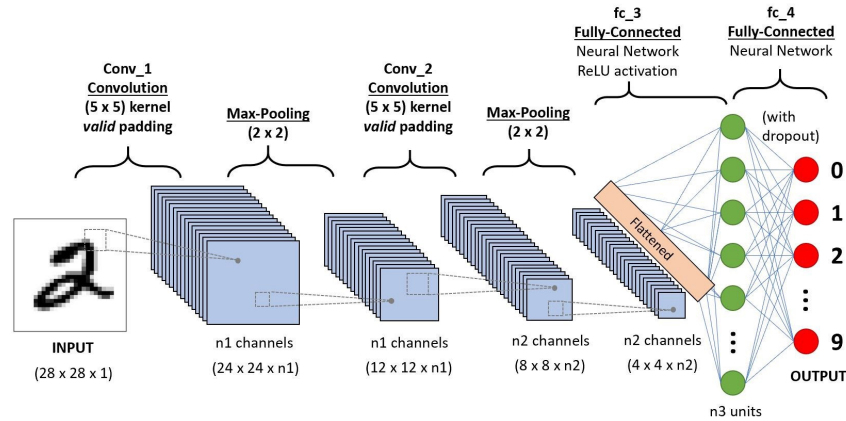 fc_3
Fully-Connected
Neural Network
ReLU activation
fc_4
Fully-Connected
Neural Network
Conv_1
Convolution
(5 x 5) kernel
valid padding
Max-Pooling
(2 x 2)
Conv_2
Convolution
(5 x 5) kernel
valid padding
Max-Pooling
(2 x 2)
(with
dropout)
Flattened
0
1
2
9
INPUT
(28 x 28 x 1)
n1 channels
(24 x 24 x n1)
n1 channels
(12 x 12 x n1)
n2 channels
(8 x 8 x n2)
n2 channels
(4 x 4 x n2)
OUTPUT
n3 units
2